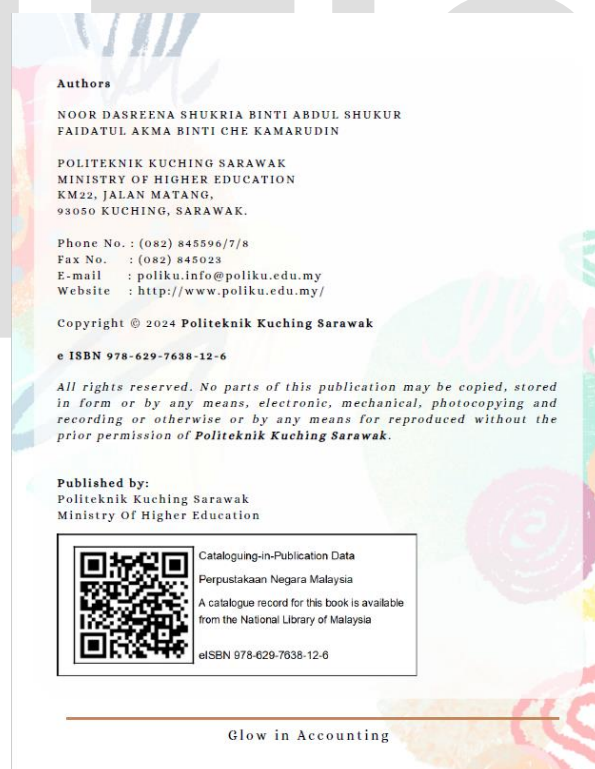 Authors
NOOR DASREENA SHUKRIA BINTI ABDUL SHUKUR
FAIDATUL AKMA BINTI CHE KAMARUDIN
POLITEKNIK KUCHING SARAWAK
MINISTRY OF HIGHER EDUCATION
KM22, JALAN MATANG,
93050 KUCHING, SARAWAK.
Phone No. : (082) 845596/7/8
Fax No. : (082) 845023
E-mail : poliku.info@poliku.edu.my
Website : http://www.poliku.edu.my/
Copyright © 2024 Politeknik Kuching Sarawak
e ISBN 978-629-7638-12-6
All rights reserved. No parts of this publication may be copied, stored
in form or by any means, electronic, mechanical, photocopying and
recording or otherwise or by any means for reproduced without the
prior permission of Politeknik Kuching Sarawak.
Published by:
Politeknik Kuching Sarawak
Ministry Of Higher Education
Cataloguing-in-Publication Data
Perpustakaan Negara Malaysia
A catalogue record for this book is available
from the National Library of Malaysia
eISBN 978-629-7638-12-6
Glow in Accounting